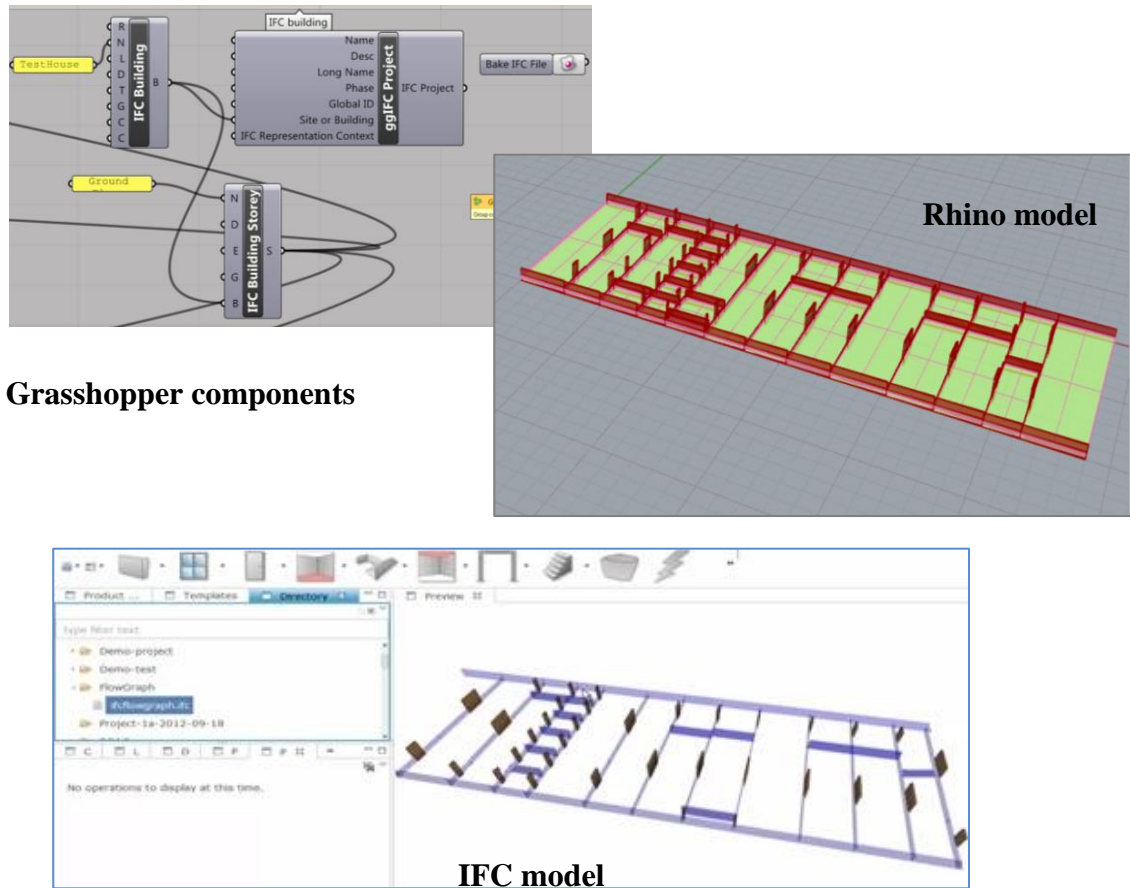 IFC building
R
N
L
D
T
G
C
C
IFC Building
B
TestHouse
Name
Desc
Long Name
Phase
Global ID
Site or Building
IFC Representation Context
ggIFC Project
IFC Project
Bake IFC File
Ground
N
D
E
G
B
IFC Building Storey
S
Rhino model
Grasshopper components
Product ...
Templates
Directory
Preview
type filter text
Demo-project
Demo-test
FlowGraph
ifcflowgraph.ifc
Project-1a-2012-09-18
C L D P P
No operations to display at this time.
IFC model